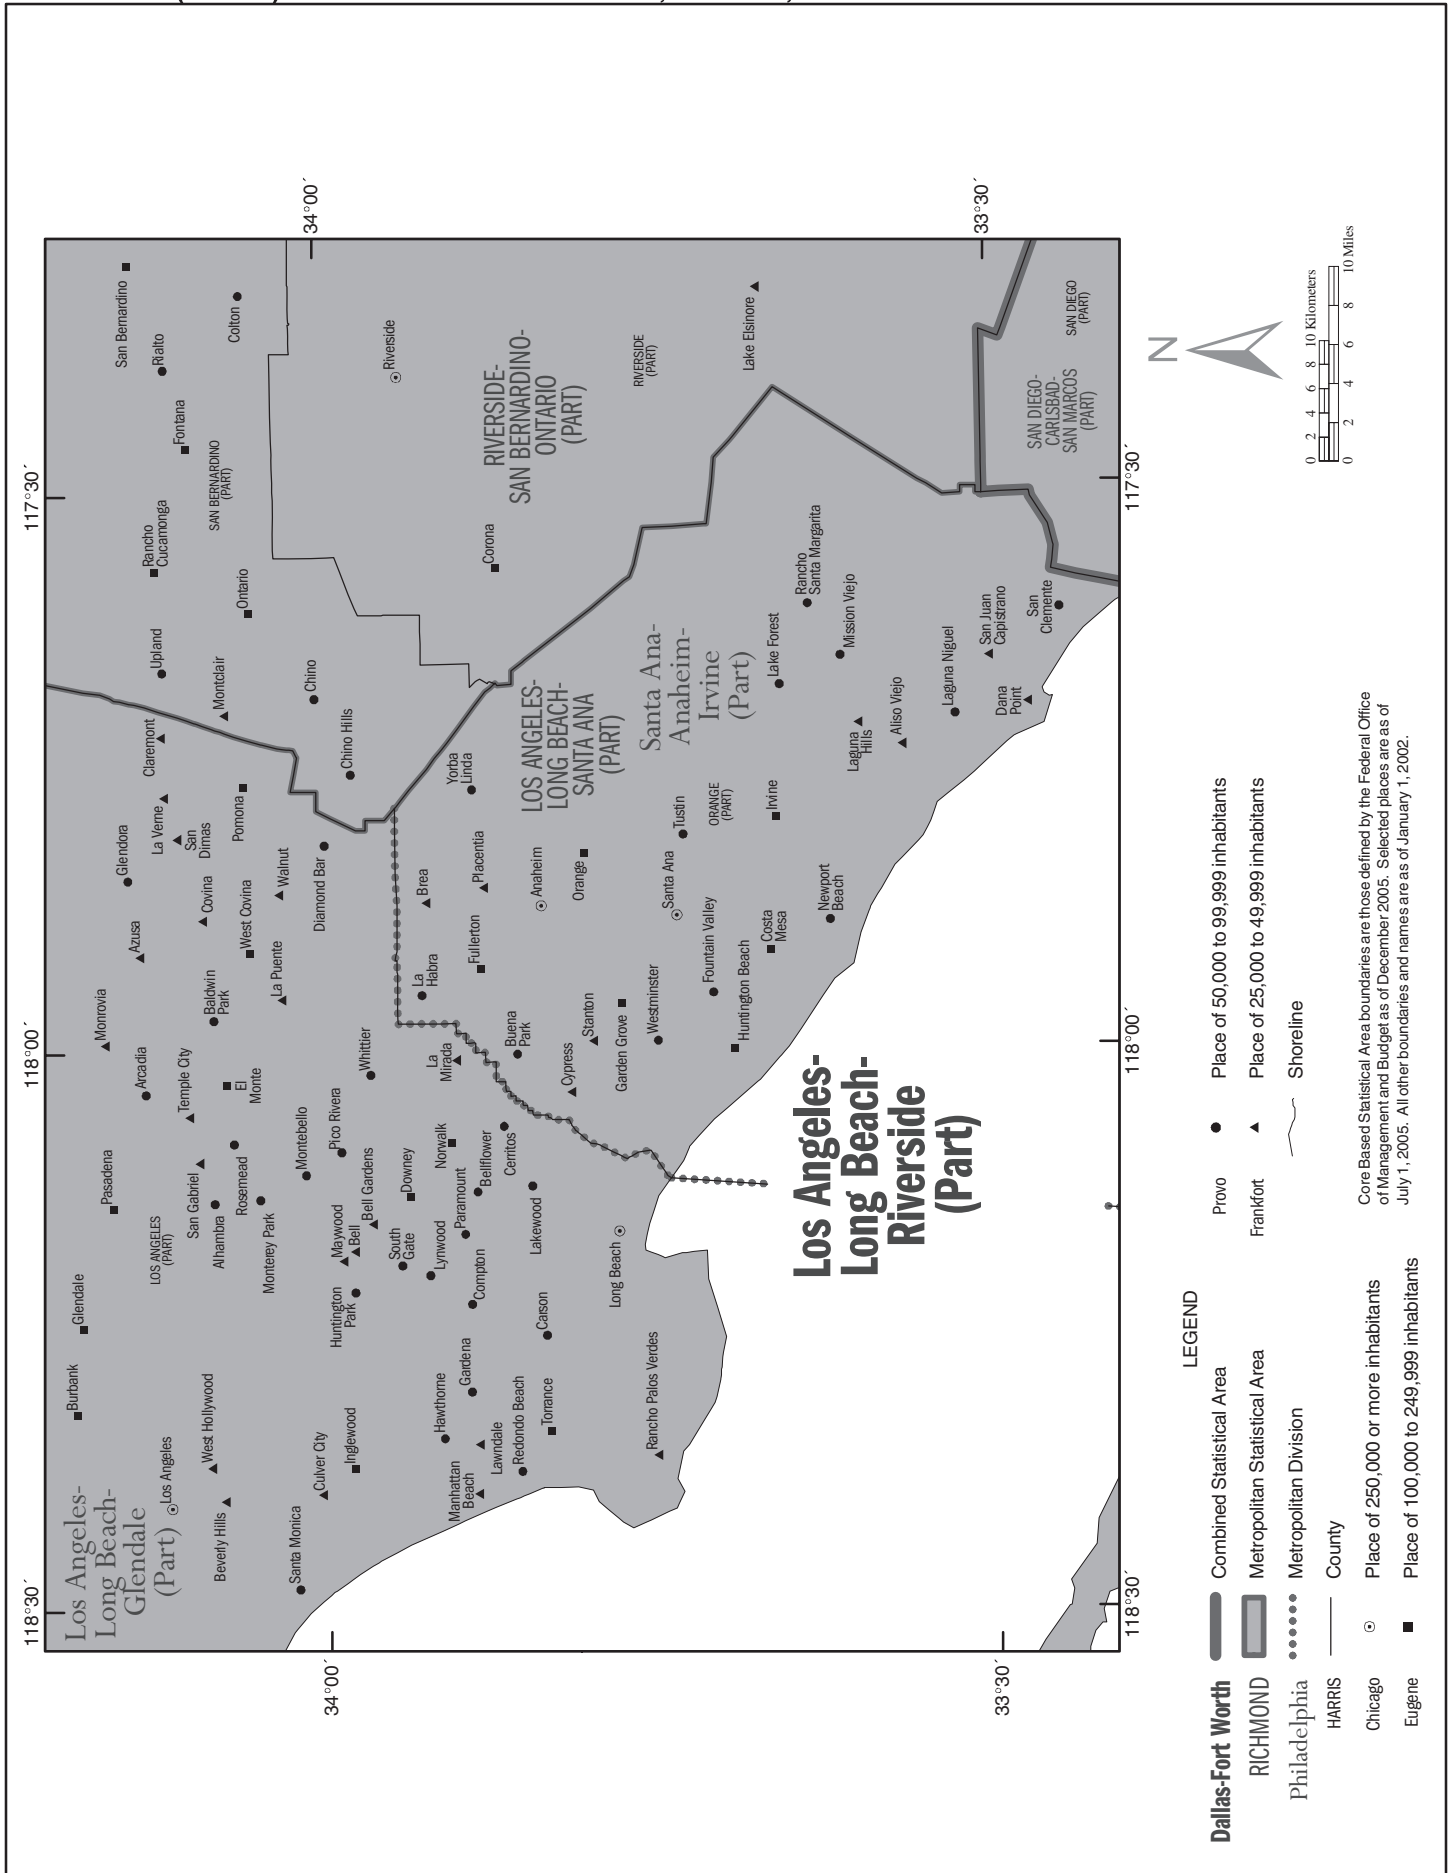 118°30´
118°00´
117°30´
34°00´
33°30´
34°00´
33°30´
118°30´
118°00´
117°30´
Los Angeles-
Long Beach-
Glendale
(Part)
Burbank
Glendale
Pasadena
Monrovia
Azusa
Glendora
La Verne
Claremont
Upland
Rancho
Cucamonga
Fontana
Rialto
San Bernardino
Los Angeles
LOS ANGELES
(PART)
Arcadia
Temple City
San Gabriel
San
Dimas
Covina
Baldwin
Park
West Hollywood
Beverly Hills
Alhambra
Rosemead
El
Monte
West Covina
Pomona
Montclair
Ontario
SAN BERNARDINO
(PART)
Colton
Monterey Park
La Puente
Walnut
Santa Monica
Culver City
Montebello
Diamond Bar
Chino
Inglewood
Huntington
Park
Maywood
Bell
Bell Gardens
Pico Rivera
Whittier
Chino Hills
Riverside
South
Gate
Downey
Lynwood
Norwalk
La
Mirada
La
Habra
Brea
Hawthorne
Gardena
Compton
Paramount
Bellflower
Manhattan
Beach
Lawndale
Redondo Beach
Cerritos
Buena
Park
Fullerton
Placentia
Yorba
Linda
Corona
RIVERSIDE-
SAN BERNARDINO-
ONTARIO
(PART)
Torrance
Carson
Lakewood
Cypress
Anaheim
LOS ANGELES-
LONG BEACH-
SANTA ANA
(PART)
Long Beach
Stanton
Garden Grove
Orange
Rancho Palos Verdes
Westminster
Santa Ana
Tustin
Santa Ana-
Anaheim-
Irvine
(Part)
RIVERSIDE
(PART)
Fountain Valley
ORANGE
(PART)
Huntington Beach
Costa
Mesa
Irvine
Lake Forest
Lake Elsinore
Newport
Beach
Rancho
Santa Margarita
Mission Viejo
Laguna
Hills
Aliso Viejo
Laguna Niguel
San Juan
Capistrano
Dana
Point
San
Clemente
SAN DIEGO-
CARLSBAD-
SAN MARCOS
(PART)
SAN DIEGO
(PART)
Los Angeles-
Long Beach-
Riverside
(Part)
N
0 2 4 6 8 10 Kilometers
0 2 4 6 8 10 Miles
LEGEND
Dallas-Fort Worth Combined Statistical Area
RICHMOND Metropolitan Statistical Area
Philadelphia Metropolitan Division
HARRIS County
Chicago Place of 250,000 or more inhabitants
Eugene Place of 100,000 to 249,999 inhabitants
Provo Place of 50,000 to 99,999 inhabitants
Frankfort Place of 25,000 to 49,999 inhabitants
Shoreline
Core Based Statistical Area boundaries are those defined by the Federal Office
of Management and Budget as of December 2005. Selected places are as of
July 1, 2005. All other boundaries and names are as of January 1, 2002.